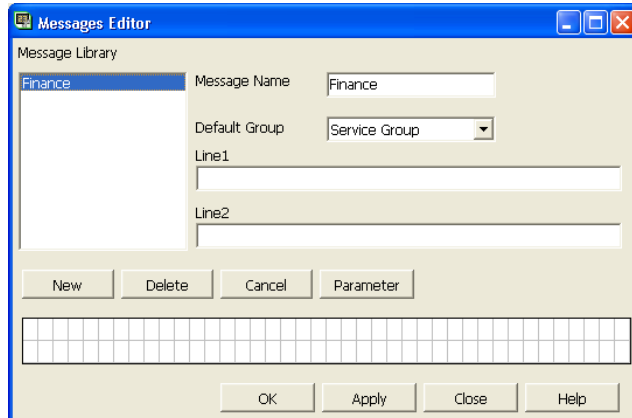 Messages Editor
Message Library
Finance
Message Name
Finance
Default Group
Service Group
Line1
Line2
New
Delete
Cancel
Parameter
OK
Apply
Close
Help